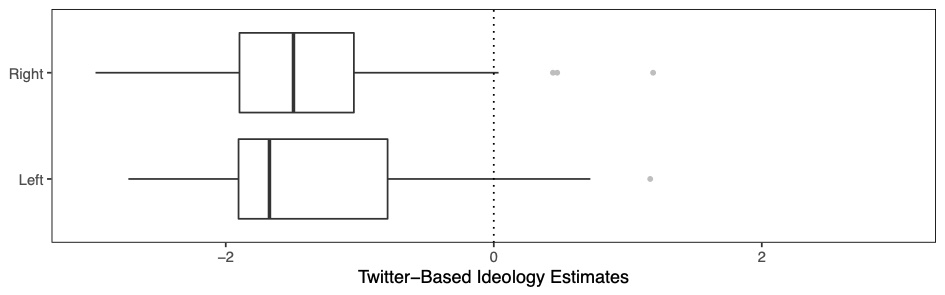 Right
Left
−2 0 2
Twitter−Based Ideology Estimates